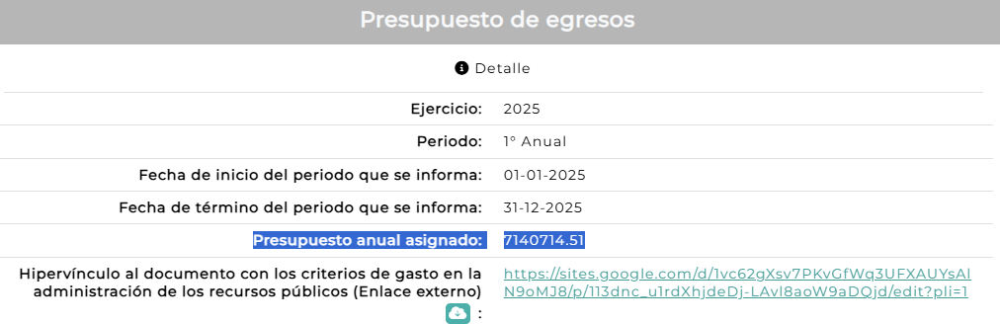 Presupuesto de egresos
Detalle
Ejercicio: 2025
Periodo: 1° Anual
Fecha de inicio del periodo que se informa: 01-01-2025
Fecha de término del periodo que se informa: 31-12-2025
Presupuesto anual asignado: 7140714.51
Hipervínculo al documento con los criterios de gasto en la
administración de los recursos públicos (Enlace externo)
:
https://sites.google.com/d/1vc62gXsv7PKvGfWq3UFXAUYsAl
N9oMJ8/p/113dnc_u1rdXhjdeDj-LAvl8aoW9aDQjd/edit?pli=1